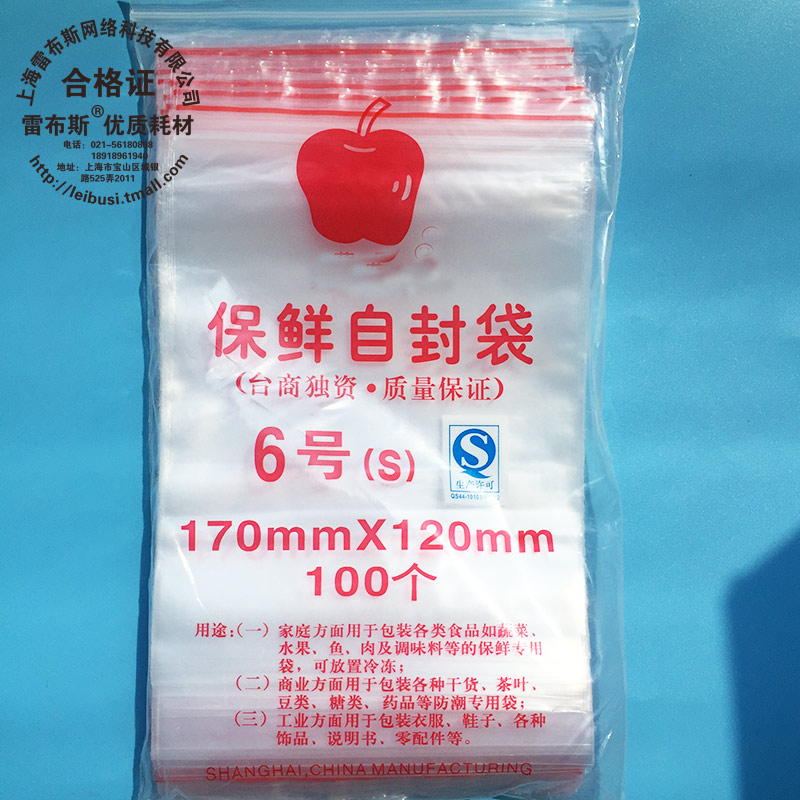 上海雷布斯网络科技有限公司
合格证
雷布斯®优质耗材
18918961940
地址:上海市宝山区城银
路525弄2011
http://leibusi.tmall.com
保鲜自封袋
(台商独资·质量保证)
6号(S)
S
生产许可
170mmX120mm
100个
用途:(一) 家庭方面用于包装各类食品如蔬菜、
水果、鱼、肉及调味料等的保鲜专用
袋,可放置冷冻;
(二) 商业方面用于包装各种干货、茶叶、
豆类、糖类、药品等防潮专用袋;
(三) 工业方面用于包装衣服、鞋子、各种
饰品、说明书、零配件等。
SHANGHAI,CHINA MANUFACTURING